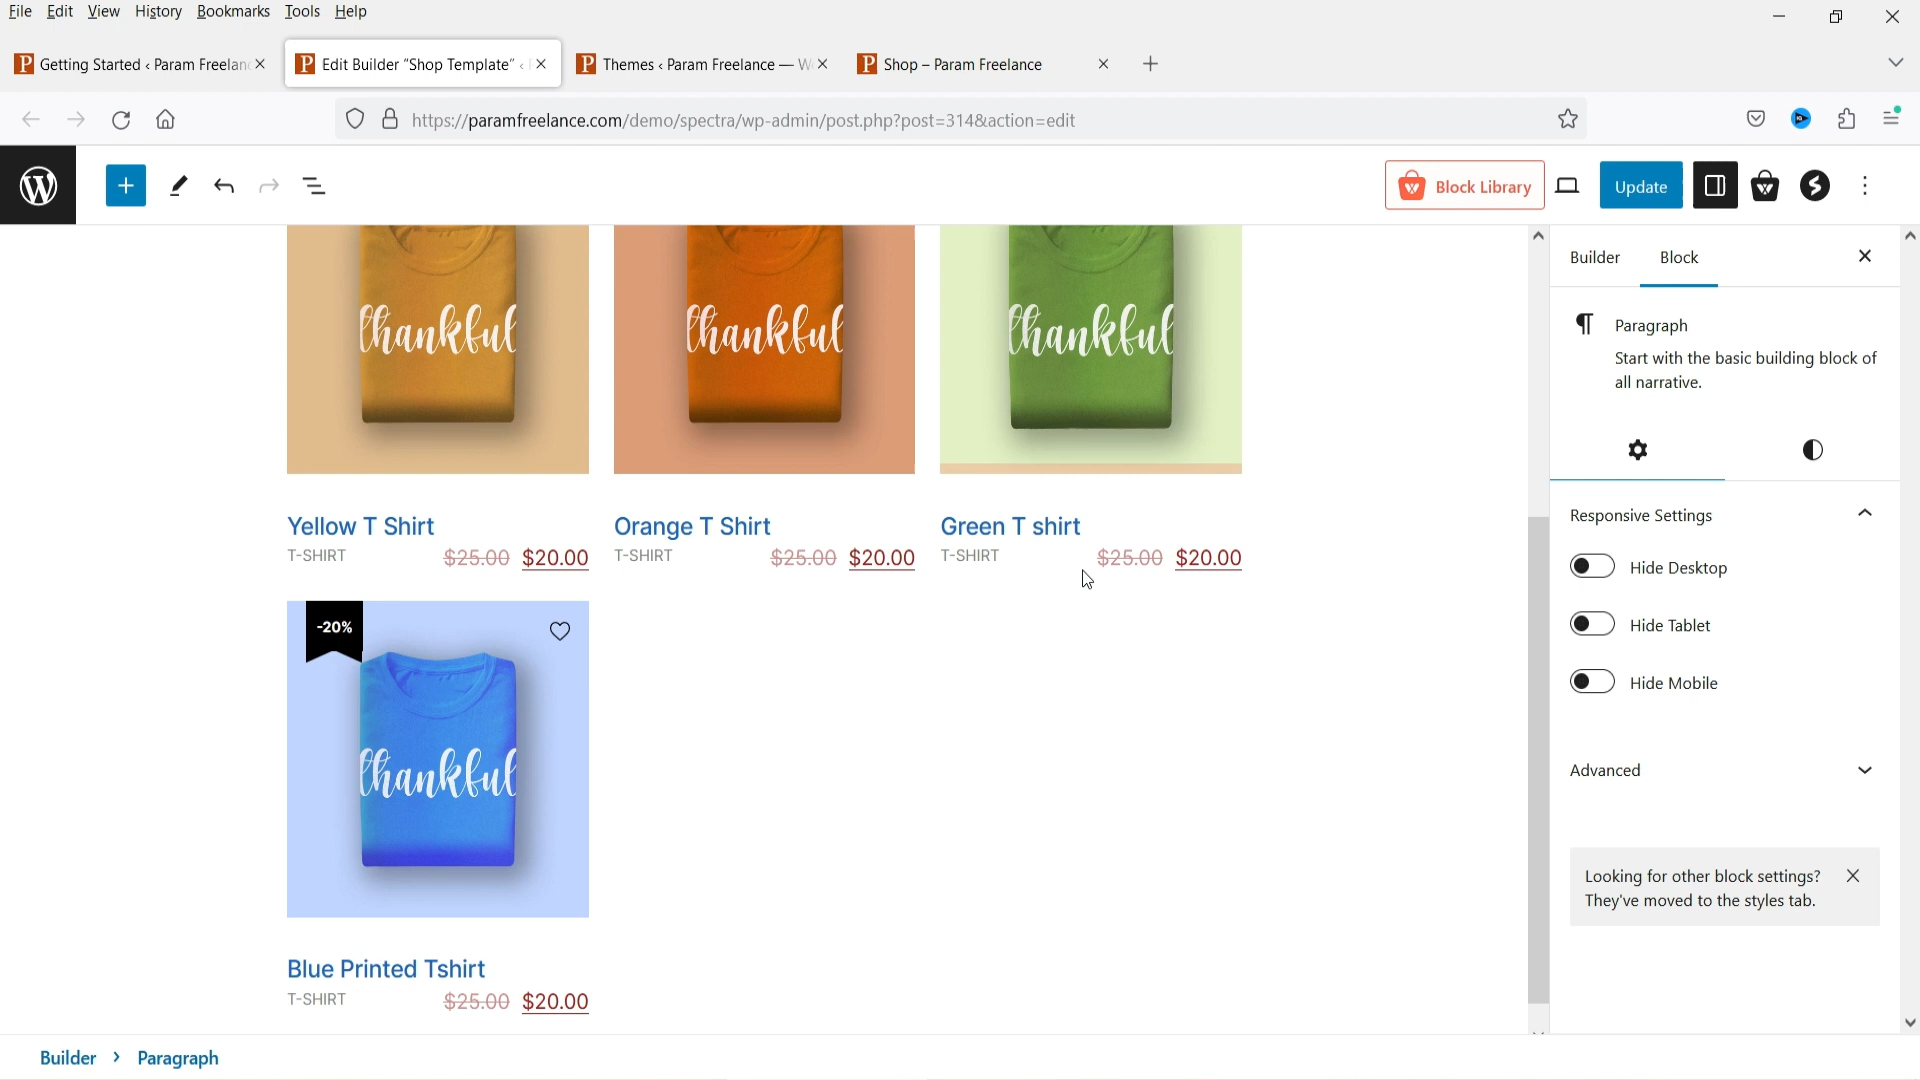 File Edit View History Bookmarks Tools Help
Getting Started ‹ Param Freelanc
Edit Builder "Shop Template" ‹
Themes ‹ Param Freelance — W
Shop – Param Freelance
https://paramfreelance.com/demo/spectra/wp-admin/post.php?post=314&action=edit
Block Library
Update
thankful
thankful
thankful
Yellow T Shirt
T-SHIRT $25.00 $20.00
Orange T Shirt
T-SHIRT $25.00 $20.00
Green T shirt
T-SHIRT $25.00 $20.00
-20%
thankful
Blue Printed Tshirt
T-SHIRT $25.00 $20.00
Builder Block
Paragraph
Start with the basic building block of
all narrative.
Responsive Settings
Hide Desktop
Hide Tablet
Hide Mobile
Advanced
Looking for other block settings?
They've moved to the styles tab.
Builder › Paragraph